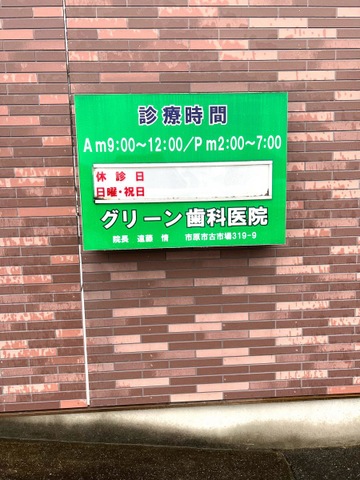 診療時間
Am9:00〜12:00／Pm2:00〜7:00
休診日
日曜・祝日
グリーン歯科医院
院長 遠藤 情 市原市古市場319-9